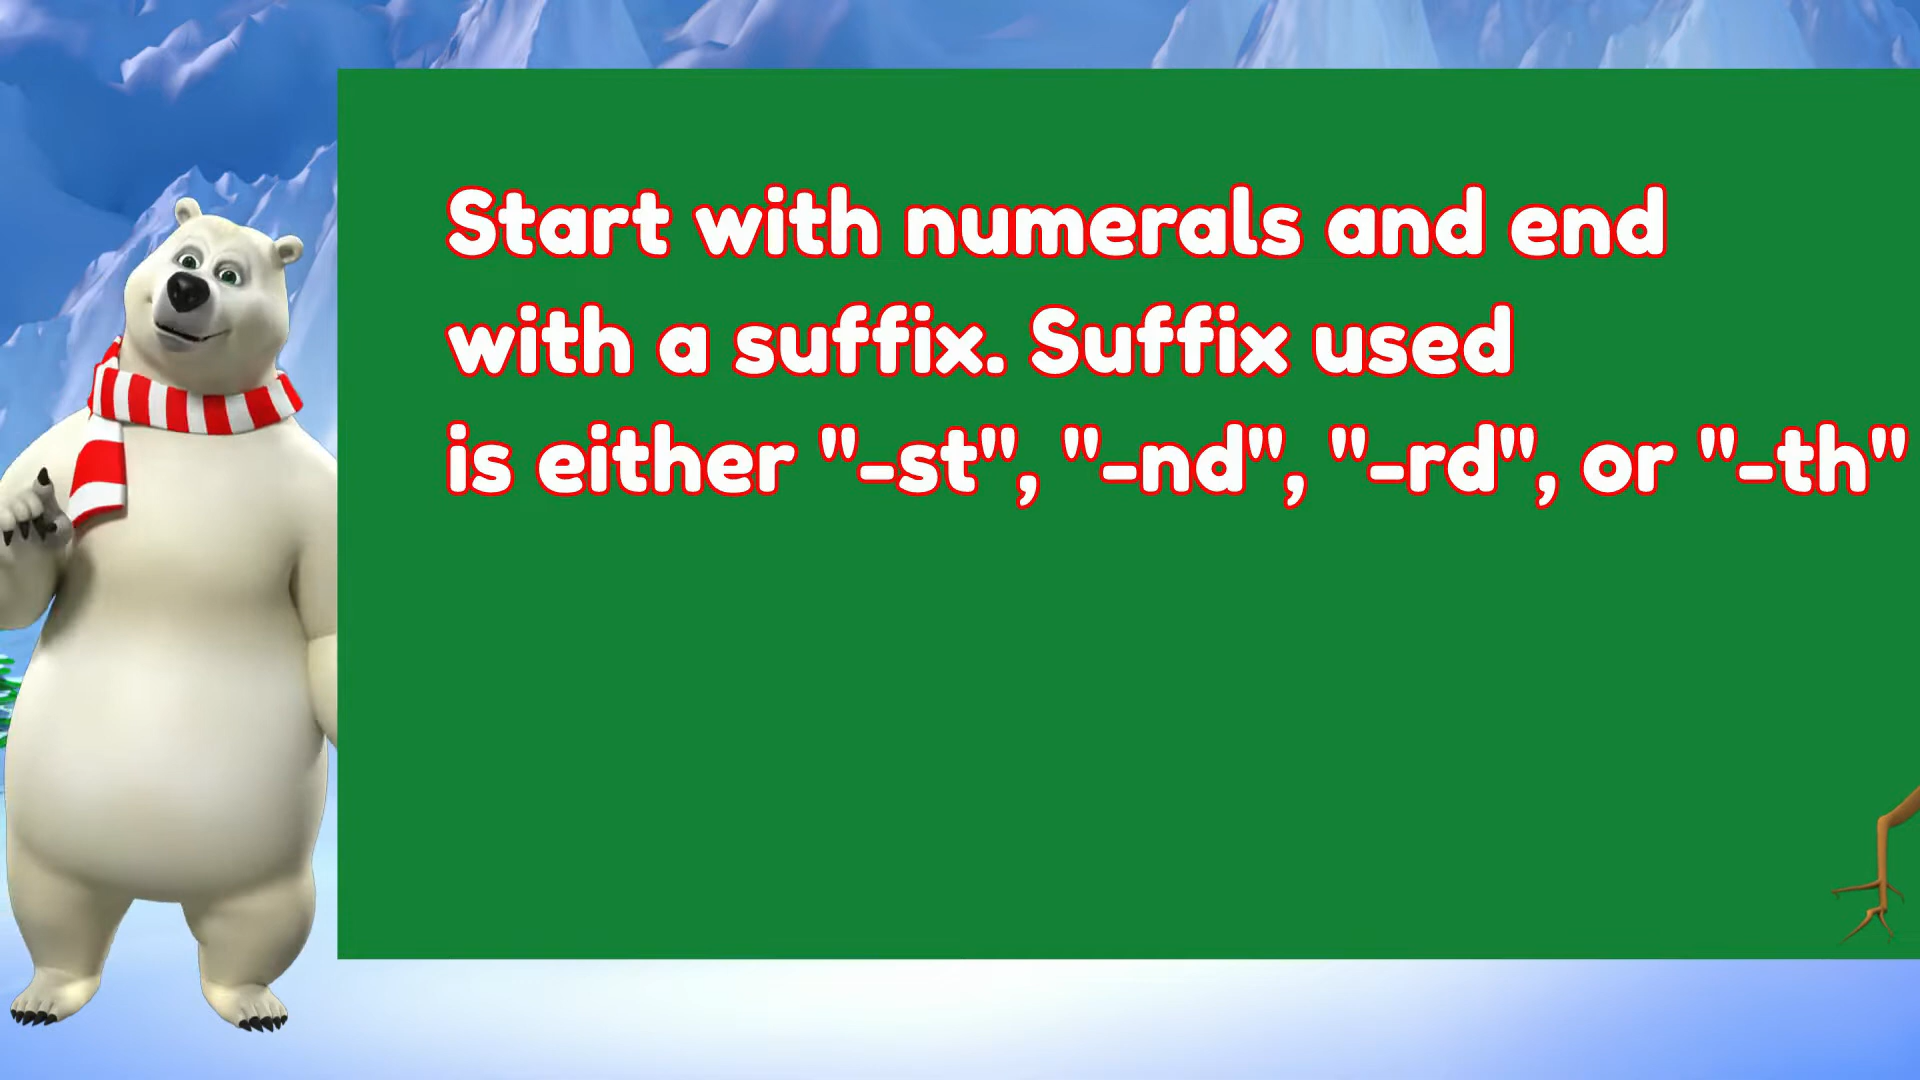 Start with numerals and end
with a suffix. Suffix used
is either "-st", "-nd", "-rd", or "-th"